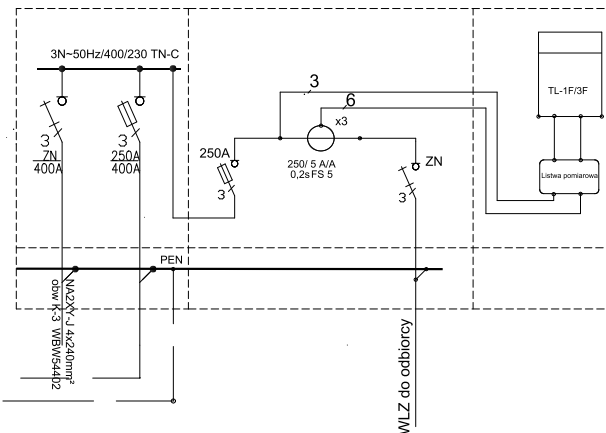 3N~50Hz/400/230 TN-C
3
ZN
400A
3
250A
400A
250A
3
3
6
x3
250/ 5 A/A
0,2s FS 5
ZN
3
TL-1F/3F
Listwa pomiarowa
PEN
NA2XY-J 4x240mm²
obw K-3 WBW54402
WLZ do odbiorcy